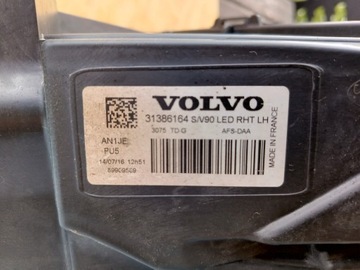 VOLVO
31386164 S/V90 LED RHT LH
3075 TD G AFS-DAA
AN1JE
PU5
14/07/16 12h51
89909509
MADE IN FRANCE